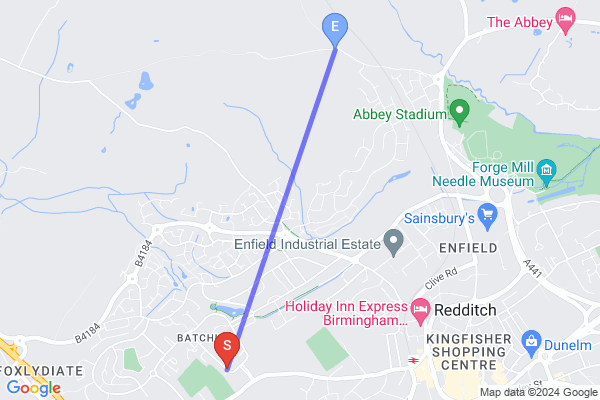 E
The Abbey
Abbey Stadium
Forge Mill
Needle Museum
Sainsbury's
B4184
Enfield Industrial Estate
ENFIELD
A441
Clive Rd
B4184
Holiday Inn Express
Birmingham...
Redditch
S
KINGFISHER
SHOPPING
CENTRE
Dunelm
FOXLYDIATE
Google
Map data ©2024 Google